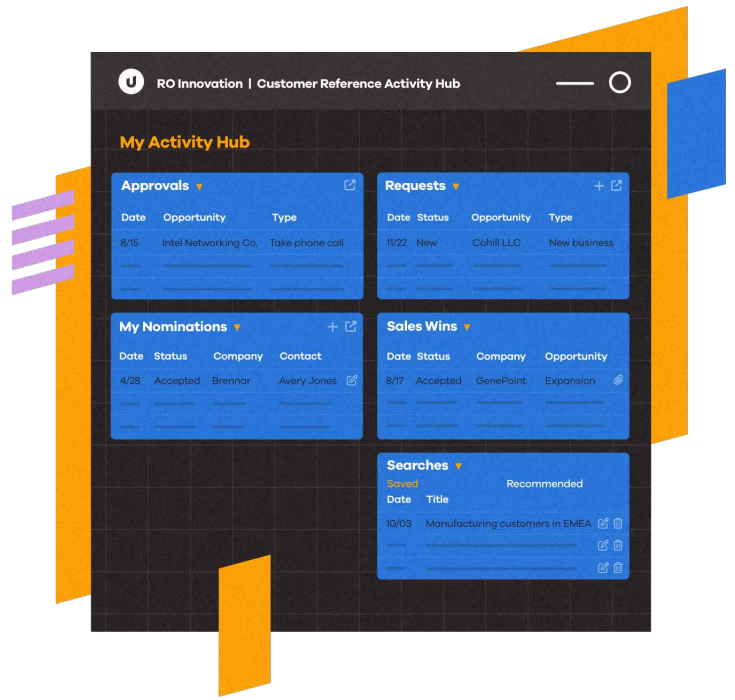 U
RO Innovation | Customer Reference Activity Hub
My Activity Hub
Approvals
Date Opportunity Type
8/15 Intel Networking Co. Take phone call
Requests
Date Status Opportunity Type
11/22 New Cohill LLC New business
My Nominations
Date Status Company Contact
4/28 Accepted Brennar Avery Jones
Sales Wins
Date Status Company Opportunity
8/17 Accepted GenePoint Expansion
Searches
Saved Recommended
Date Title
10/03 Manufacturing customers in EMEA